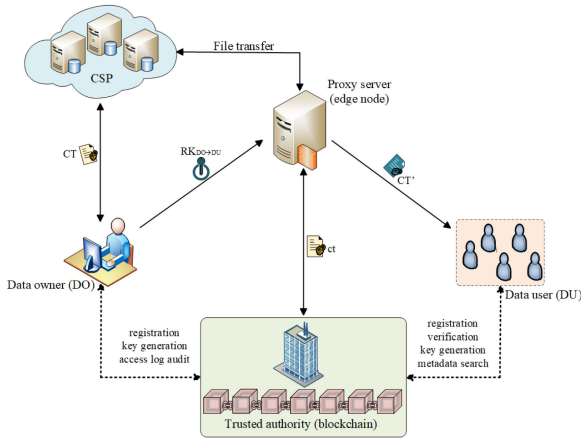 File transfer
CSP
Proxy server
(edge node)
CT
RKDO→DU
CT'
ct
Data owner (DO)
Data user (DU)
registration
key generation
access log audit
registration
verification
key generation
metadata search
Trusted authority (blockchain)